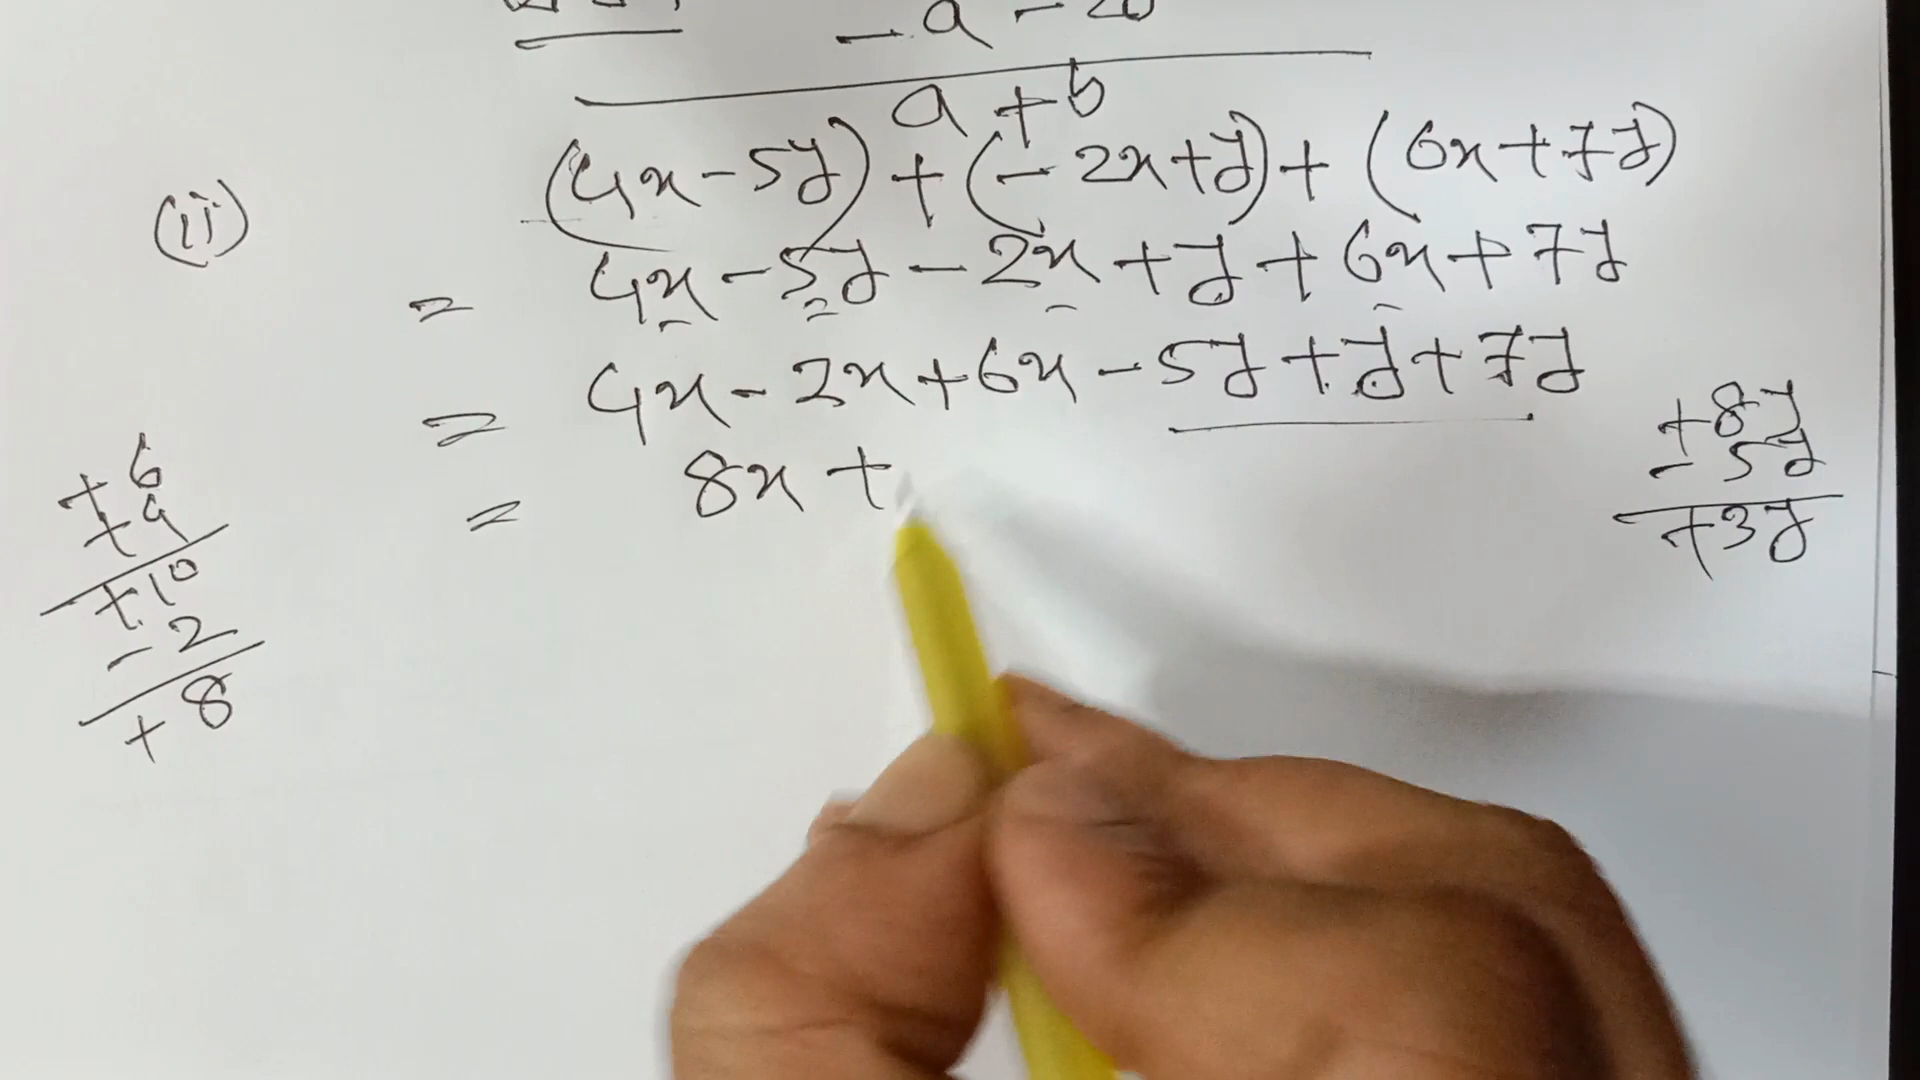 - a - 2b
a + b
(ii) (4x - 5y) + (- 2x + y) + (6x + 7y)
= 4x - 5y - 2x + y + 6x + 7y
= 4x - 2x + 6x - 5y + y + 7y
= 8x +
+ 6
+ 4
+ 10
- 2
+ 8
+ 8y
- 5y
+ 3y